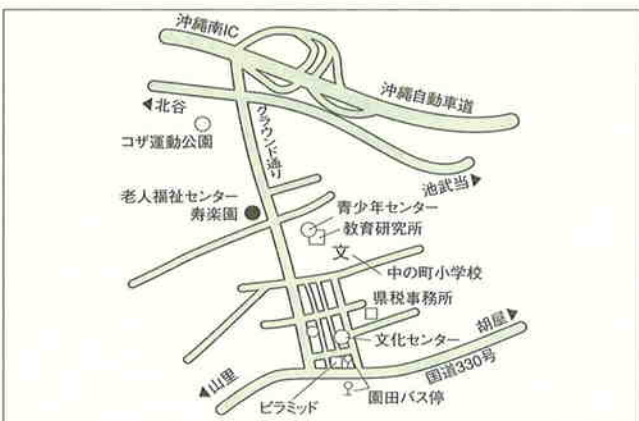 沖縄南IC
沖縄自動車道
◀北谷
コザ運動公園
グラウンド通り
池武当▶
老人福祉センター
寿楽園
青少年センター
教育研究所
文
中の町小学校
県税事務所
胡屋▶
文化センター
国道330号
◀山里
ピラミッド
園田バス停